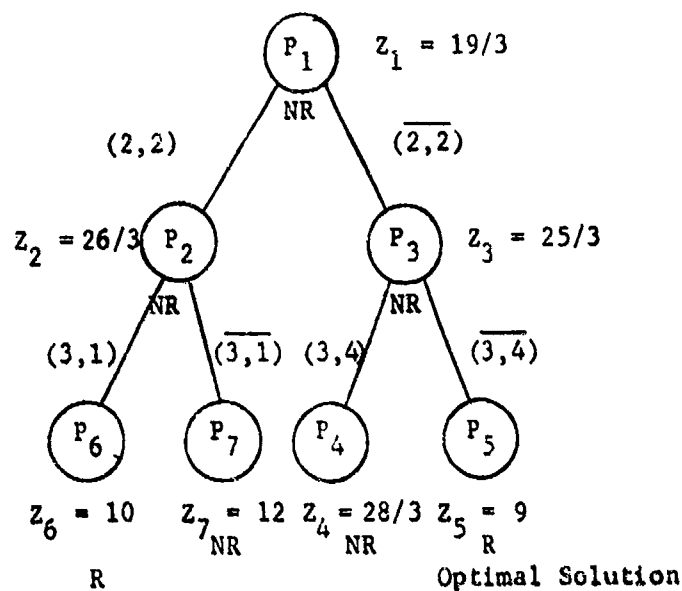 P₁ Z₁ = 19/3
NR
(2,2) (2,2)
Z₂ = 26/3 P₂ P₃ Z₃ = 25/3
NR NR
(3,1) (3,1) (3,4) (3,4)
P₆ P₇ P₄ P₅
Z₆ = 10 Z₇ = 12 Z₄ = 28/3 Z₅ = 9
NR NR R
R Optimal Solution